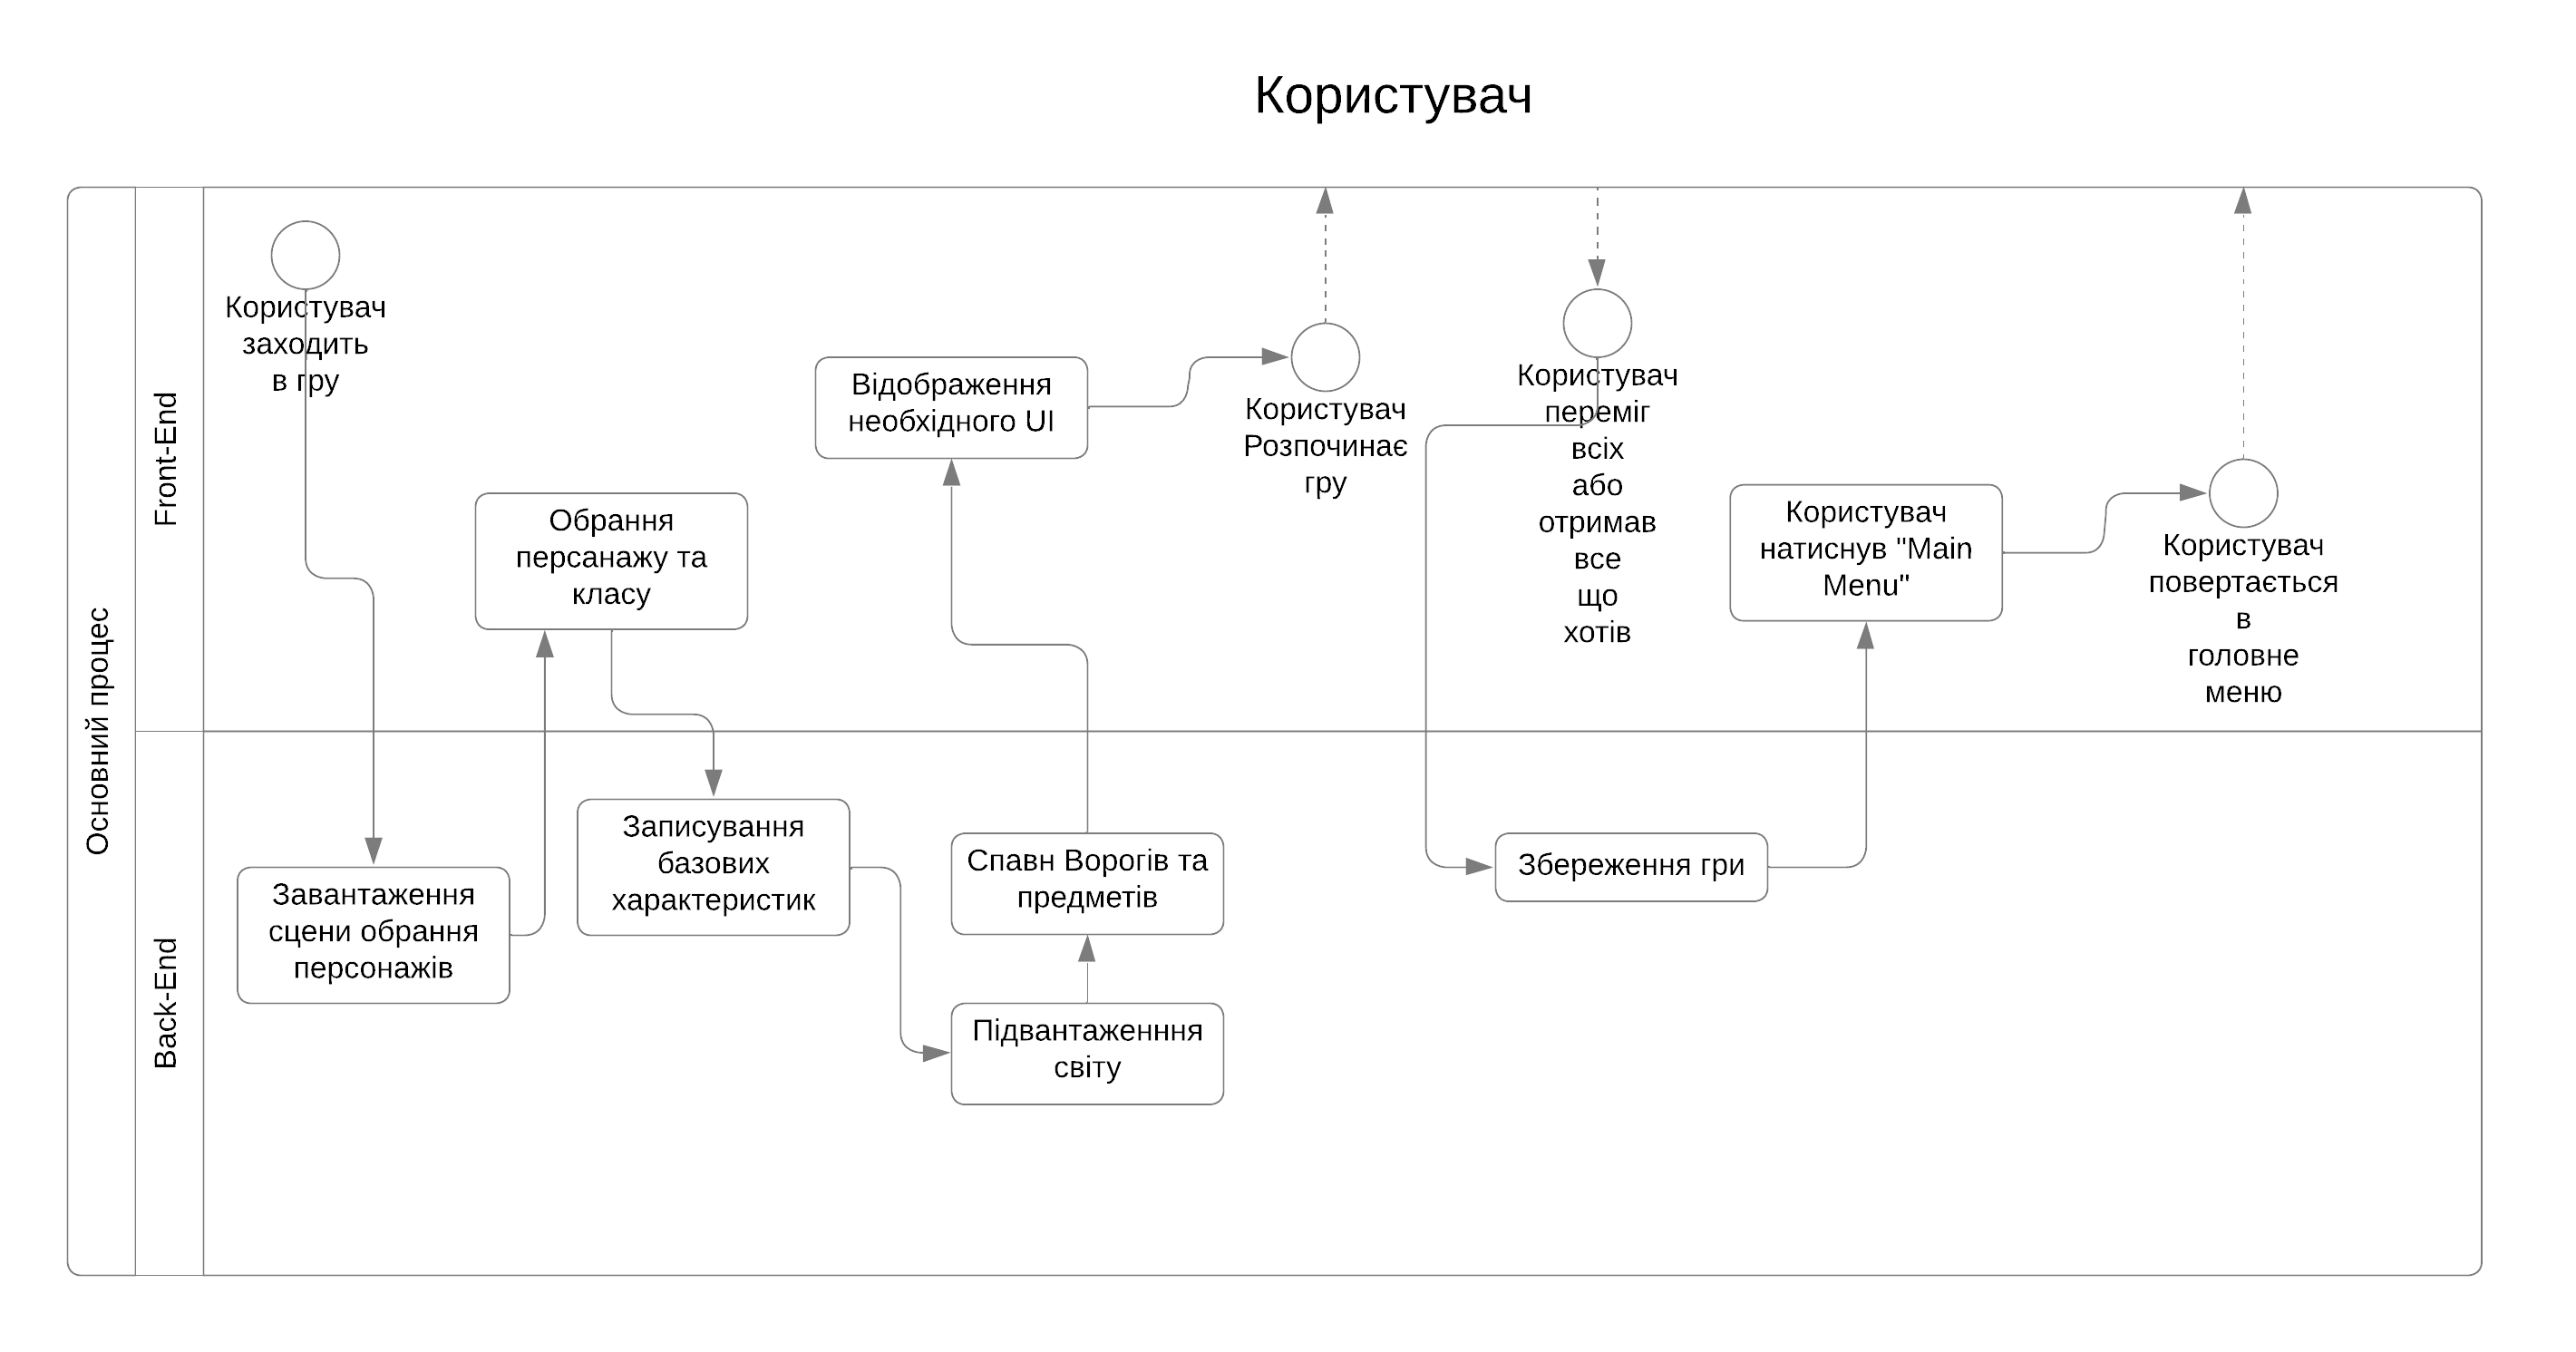 Користувач
Основний процес
Front-End
Back-End
Користувач
заходить
в гру
Обрання
персанажу та
класу
Відображення
необхідного UI
Користувач
Розпочинає
гру
Користувач
переміг
всіх
або
отримав
все
що
хотів
Користувач
натиснув "Main
Menu"
Користувач
повертається
в
головне
меню
Завантаження
сцени обрання
персонажів
Записування
базових
характеристик
Спавн Ворогів та
предметів
Підвантаженння
світу
Збереження гри